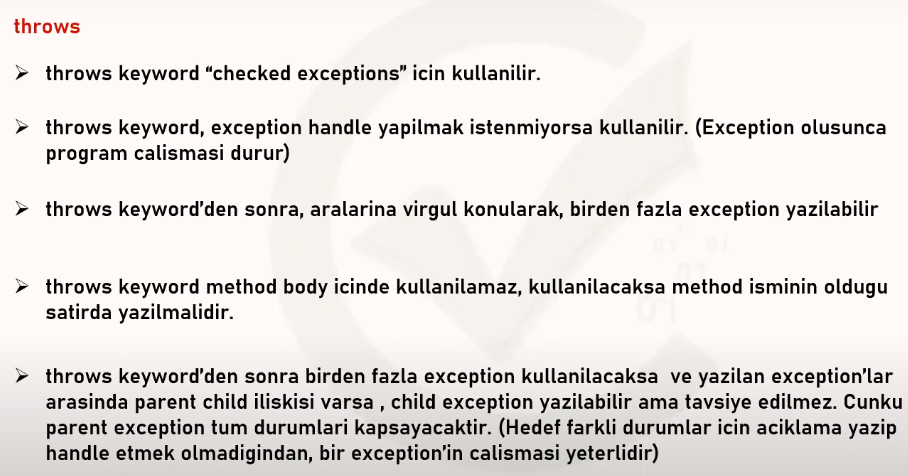 throws
➢ throws keyword “checked exceptions” icin kullanilir.
➢ throws keyword, exception handle yapilmak istenmiyorsa kullanilir. (Exception olusunca
program calismasi durur)
➢ throws keyword’den sonra, aralarina virgul konularak, birden fazla exception yazilabilir
➢ throws keyword method body icinde kullanilamaz, kullanilacaksa method isminin oldugu
satirda yazilmalidir.
➢ throws keyword’den sonra birden fazla exception kullanilacaksa ve yazilan exception’lar
arasinda parent child iliskisi varsa , child exception yazilabilir ama tavsiye edilmez. Cunku
parent exception tum durumlari kapsayacaktir. (Hedef farkli durumlar icin aciklama yazip
handle etmek olmadigindan, bir exception’in calismasi yeterlidir)